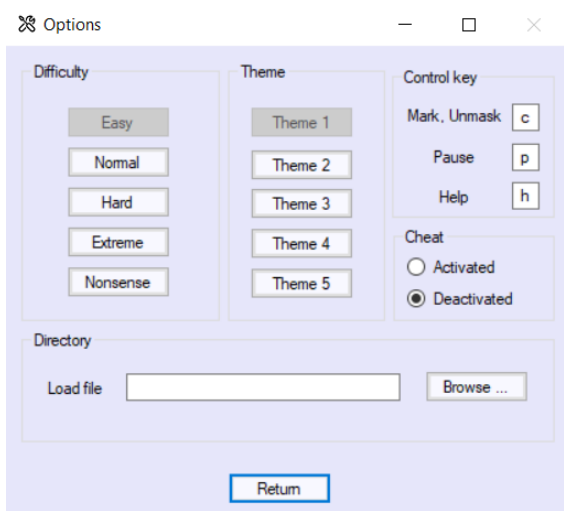 Options
Difficulty
Easy
Normal
Hard
Extreme
Nonsense
Theme
Theme 1
Theme 2
Theme 3
Theme 4
Theme 5
Control key
Mark, Unmask c
Pause p
Help h
Cheat
Activated
Deactivated
Directory
Load file
Browse ...
Return